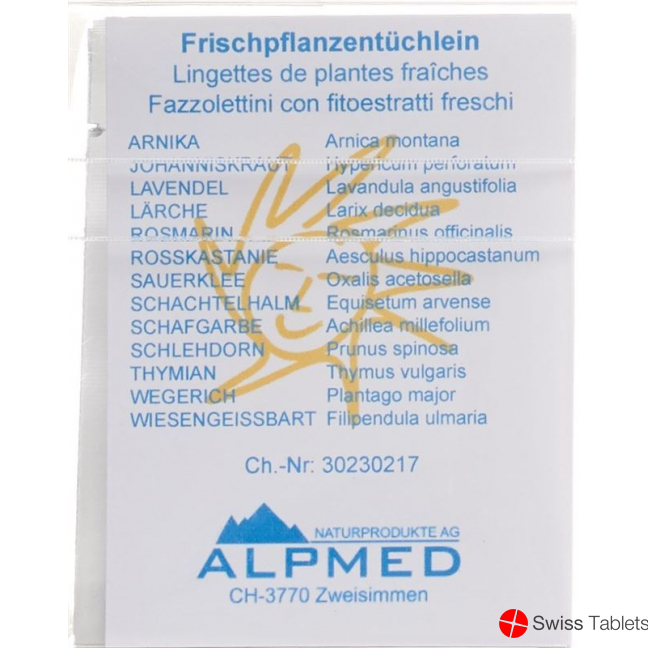 Frischpflanzentüchlein
Lingettes de plantes fraîches
Fazzolettini con fitoestratti freschi
ARNIKA Arnica montana
JOHANNISKRAUT Hypericum perforatum
LAVENDEL Lavandula angustifolia
LÄRCHE Larix decidua
ROSMARIN Rosmarinus officinalis
ROSSKASTANIE Aesculus hippocastanum
SAUERKLEE Oxalis acetosella
SCHACHTELHALM Equisetum arvense
SCHAFGARBE Achillea millefolium
SCHLEHDORN Prunus spinosa
THYMIAN Thymus vulgaris
WEGERICH Plantago major
WIESENGEISSBART Filipendula ulmaria
Ch.-Nr: 30230217
NATURPRODUKTE AG
ALPMED
CH-3770 Zweisimmen
Swiss Tablets